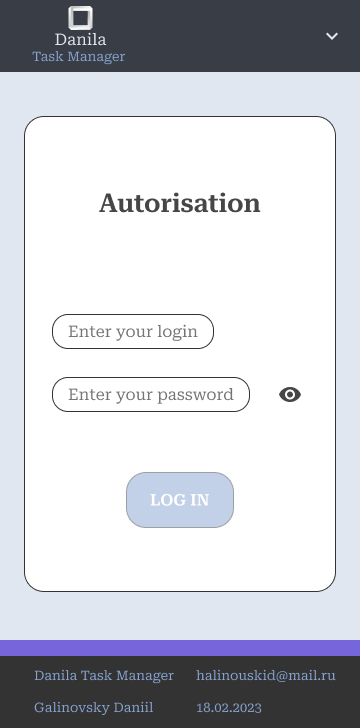 Danila
Task Manager
Autorisation
Enter your login
Enter your password
LOG IN
Danila Task Manager halinouskid@mail.ru
Galinovsky Daniil 18.02.2023